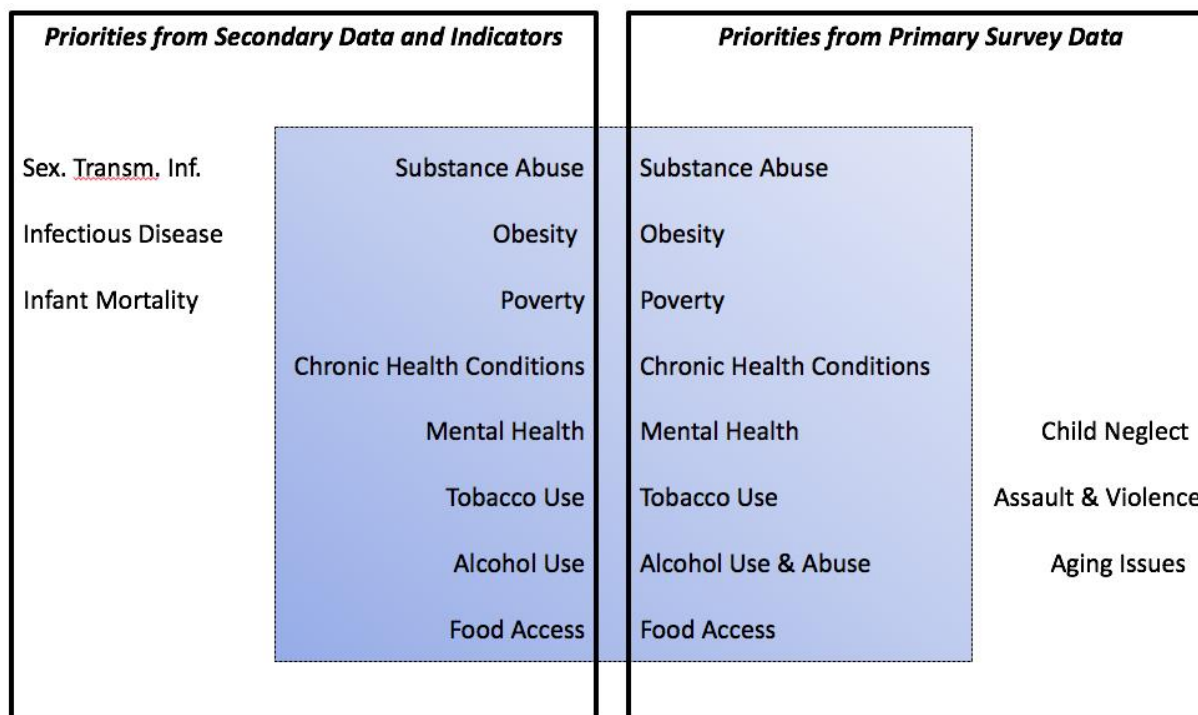 Priorities from Secondary Data and Indicators
Priorities from Primary Survey Data
Sex. Transm. Inf.
Substance Abuse
Substance Abuse
Infectious Disease
Obesity
Obesity
Infant Mortality
Poverty
Poverty
Chronic Health Conditions
Chronic Health Conditions
Mental Health
Mental Health
Child Neglect
Tobacco Use
Tobacco Use
Assault & Violence
Alcohol Use
Alcohol Use & Abuse
Aging Issues
Food Access
Food Access